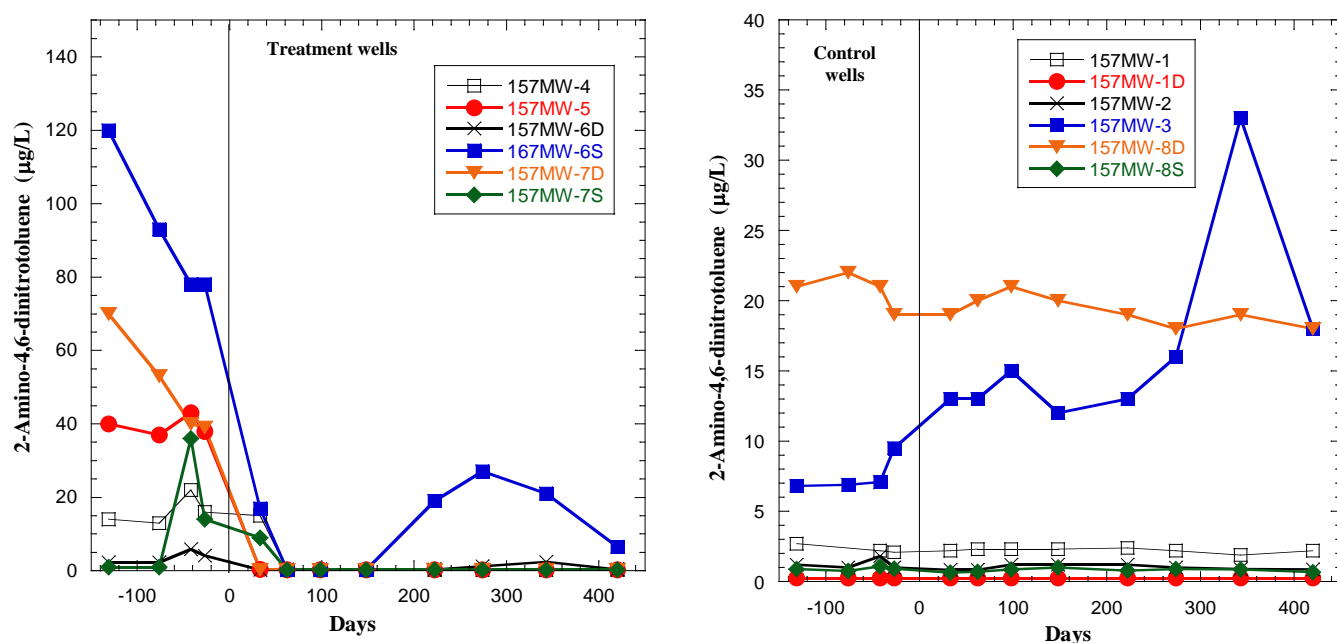 140
120
100
80
60
40
20
0
2-Amino-4,6-dinitrotoluene (µg/L)
Treatment wells
157MW-4
157MW-5
157MW-6D
167MW-6S
157MW-7D
157MW-7S
-100 0 100 200 300 400
Days
40
35
30
25
20
15
10
5
0
2-Amino-4,6-dinitrotoluene (µg/L)
Control
wells
157MW-1
157MW-1D
157MW-2
157MW-3
157MW-8D
157MW-8S
-100 0 100 200 300 400
Days